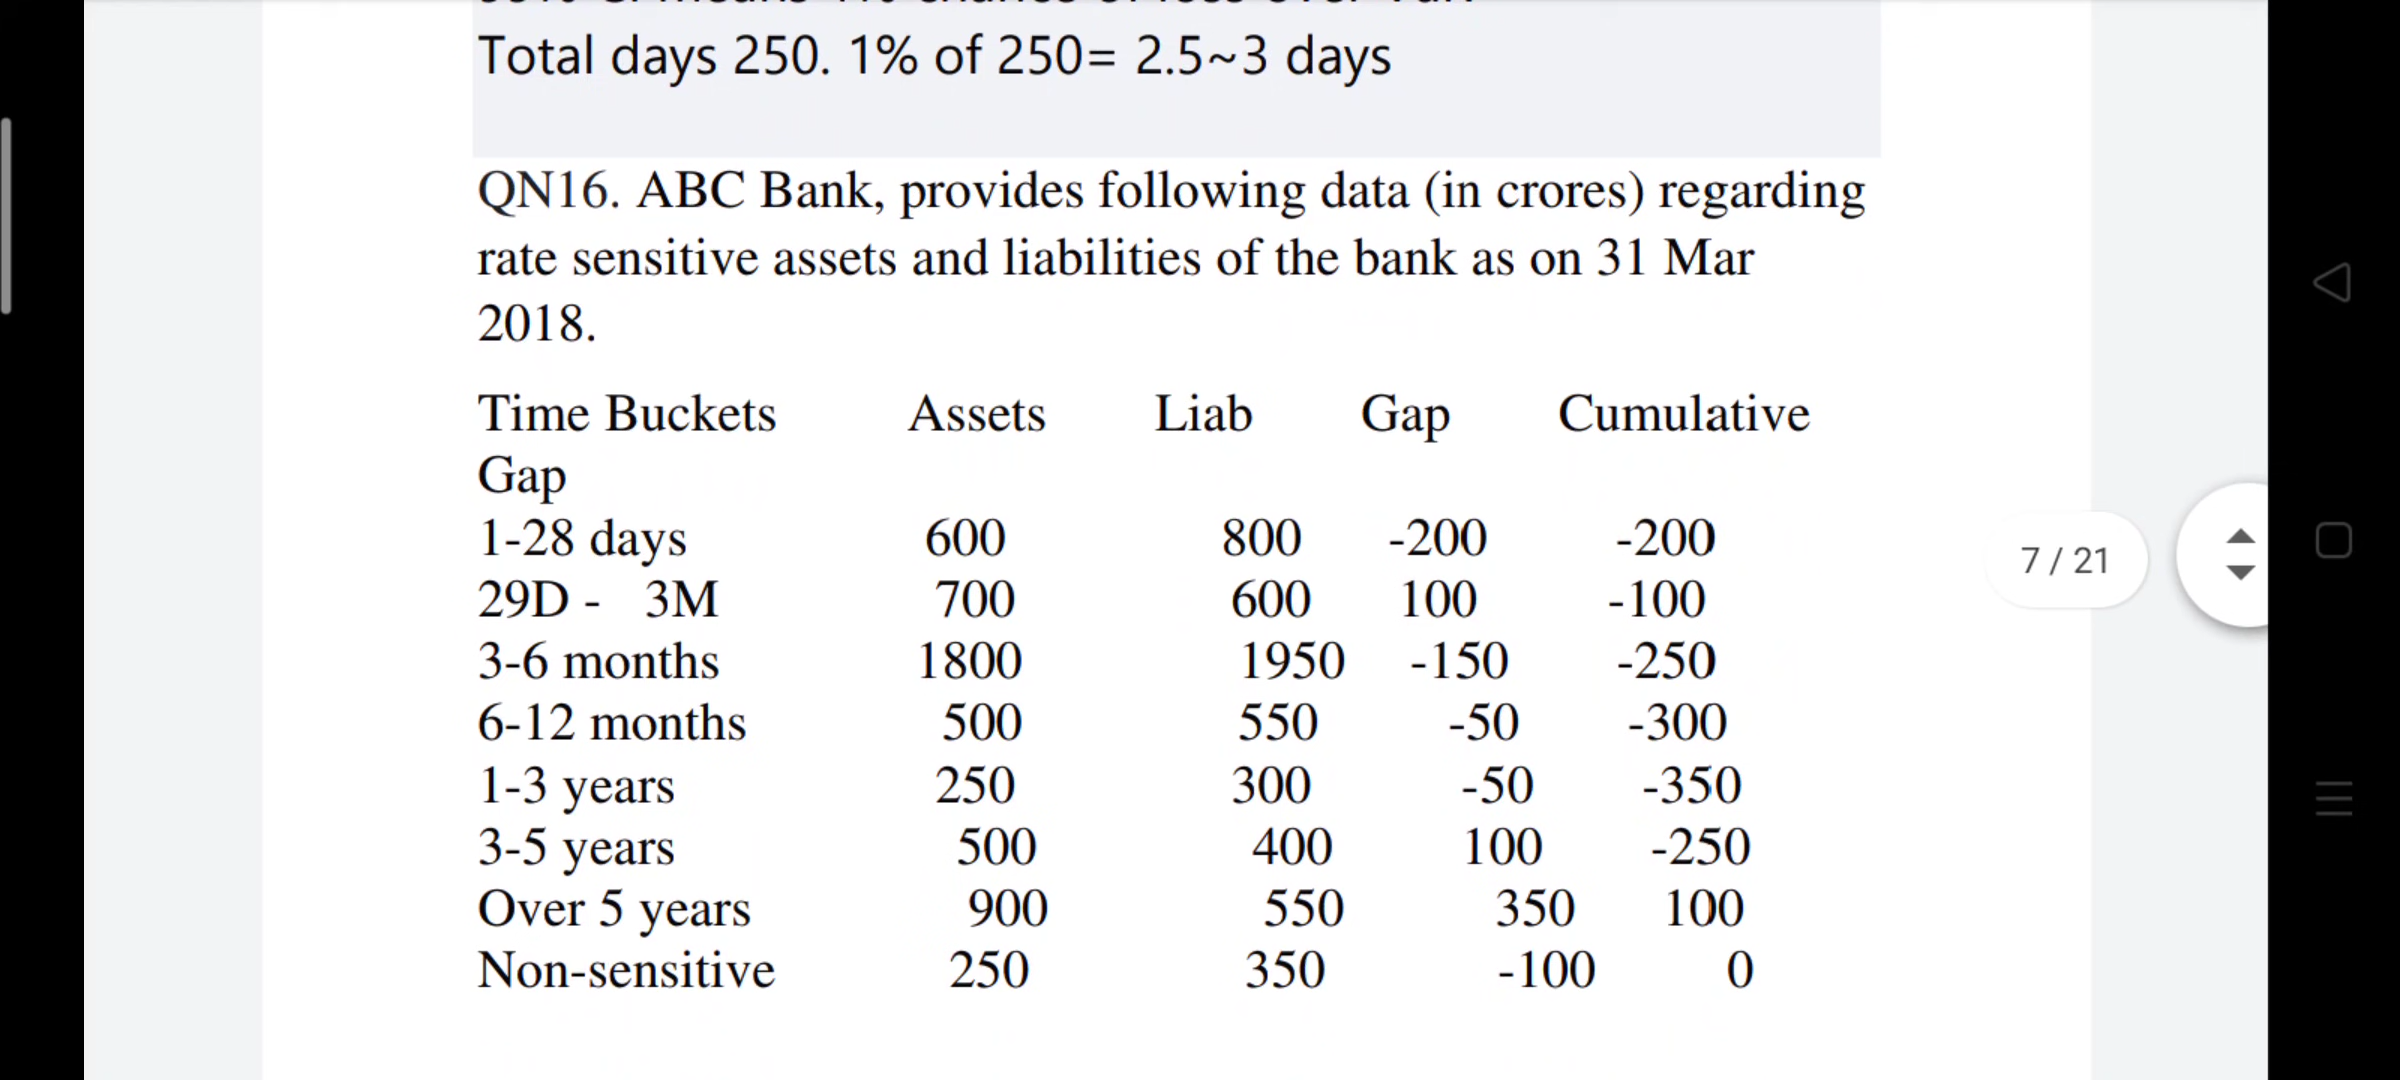 Total days 250. 1% of 250= 2.5~3 days
QN16. ABC Bank, provides following data (in crores) regarding
rate sensitive assets and liabilities of the bank as on 31 Mar
2018.
Time Buckets Assets Liab Gap Cumulative
Gap
1-28 days 600 800 -200 -200
29D - 3M 700 600 100 -100
3-6 months 1800 1950 -150 -250
6-12 months 500 550 -50 -300
1-3 years 250 300 -50 -350
3-5 years 500 400 100 -250
Over 5 years 900 550 350 100
Non-sensitive 250 350 -100 0
7 / 21